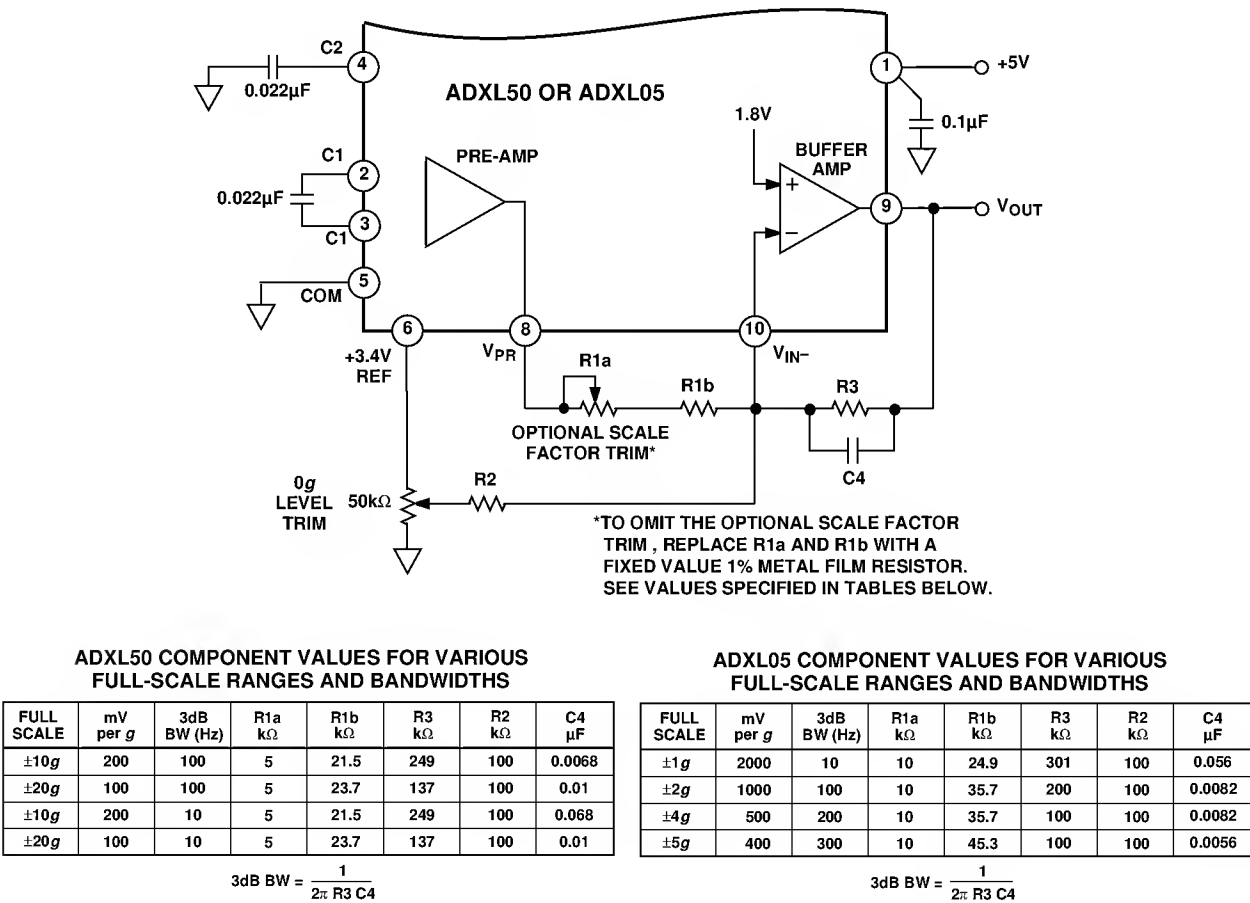 C2
4
0.022µF
C1
2
0.022µF
3
C1
5
COM
ADXL50 OR ADXL05
PRE-AMP
1.8V
BUFFER
AMP
+
−
1
+5V
0.1µF
9
VOUT
6
+3.4V
REF
8
VPR
10
VIN−
R1a
R1b
R3
C4
OPTIONAL SCALE
FACTOR TRIM*
0g
LEVEL
TRIM
50kΩ
R2
*TO OMIT THE OPTIONAL SCALE FACTOR
TRIM , REPLACE R1a AND R1b WITH A
FIXED VALUE 1% METAL FILM RESISTOR.
SEE VALUES SPECIFIED IN TABLES BELOW.
ADXL50 COMPONENT VALUES FOR VARIOUS
FULL-SCALE RANGES AND BANDWIDTHS
FULL SCALE mV per g 3dB BW (Hz) R1a kΩ R1b kΩ R3 kΩ R2 kΩ C4 µF
±10g 200 100 5 21.5 249 100 0.0068
±20g 100 100 5 23.7 137 100 0.01
±10g 200 10 5 21.5 249 100 0.068
±20g 100 10 5 23.7 137 100 0.01
3dB BW = 1 / 2π R3 C4
ADXL05 COMPONENT VALUES FOR VARIOUS
FULL-SCALE RANGES AND BANDWIDTHS
FULL SCALE mV per g 3dB BW (Hz) R1a kΩ R1b kΩ R3 kΩ R2 kΩ C4 µF
±1g 2000 10 10 24.9 301 100 0.056
±2g 1000 100 10 35.7 200 100 0.0082
±4g 500 200 10 35.7 100 100 0.0082
±5g 400 300 10 45.3 100 100 0.0056
3dB BW = 1 / 2π R3 C4